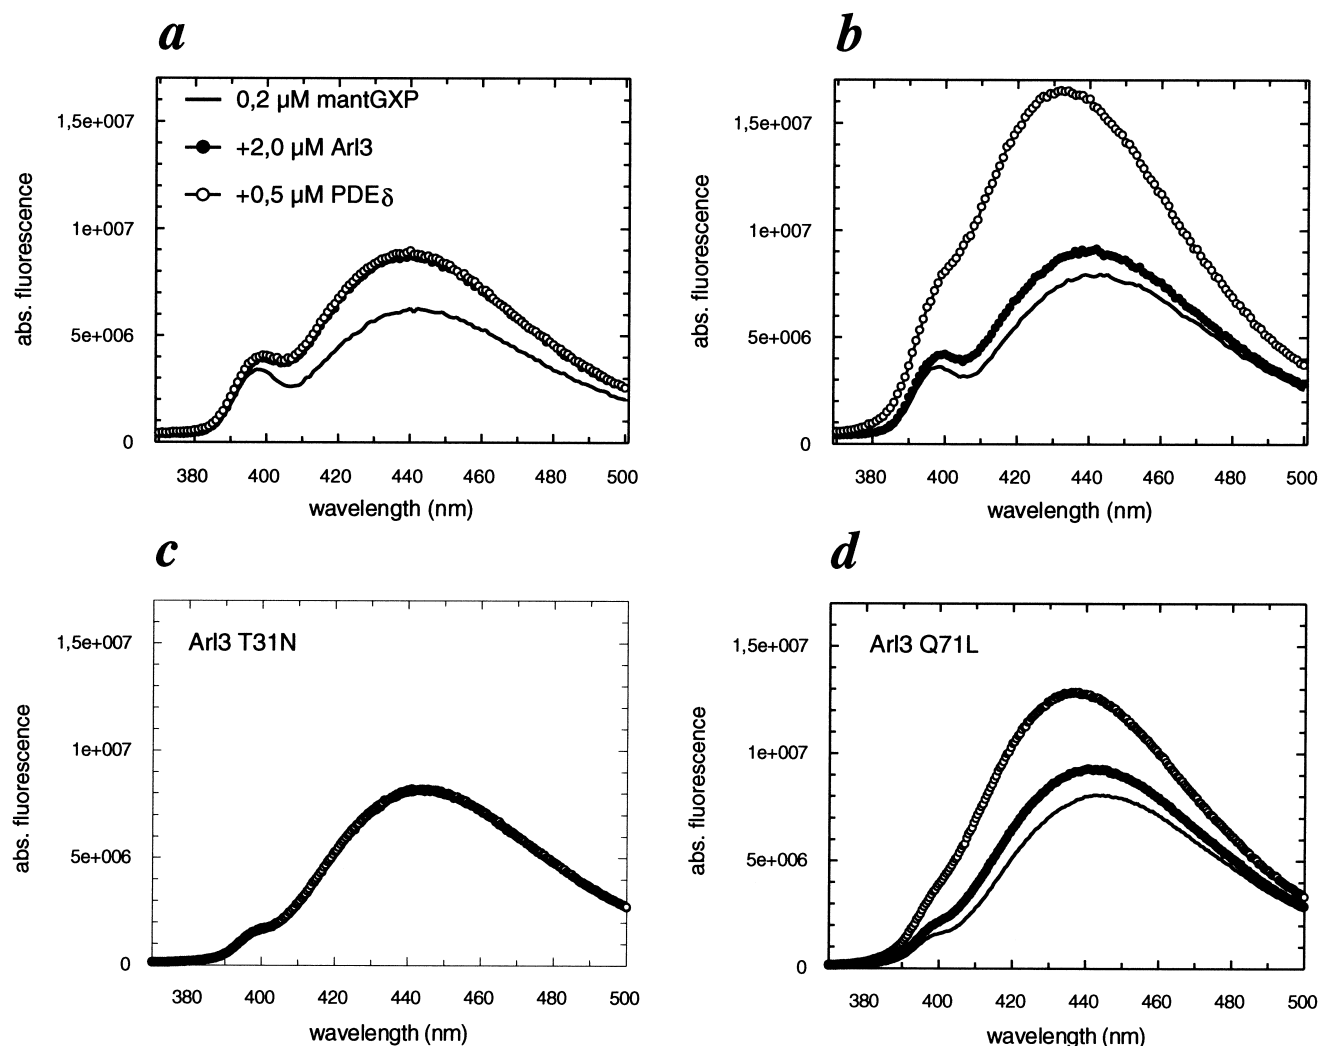 a
b
0,2 µM mantGXP
+2,0 µM Arl3
+0,5 µM PDEδ
1,5e+007
1e+007
5e+006
0
abs. fluorescence
380 400 420 440 460 480 500
wavelength (nm)
1,5e+007
1e+007
5e+006
0
abs. fluorescence
380 400 420 440 460 480 500
wavelength (nm)
c
d
Arl3 T31N
1,5e+007
1e+007
5e+006
0
abs. fluorescence
380 400 420 440 460 480 500
wavelength (nm)
Arl3 Q71L
1,5e+007
1e+007
5e+006
0
abs. fluorescence
380 400 420 440 460 480 500
wavelength (nm)